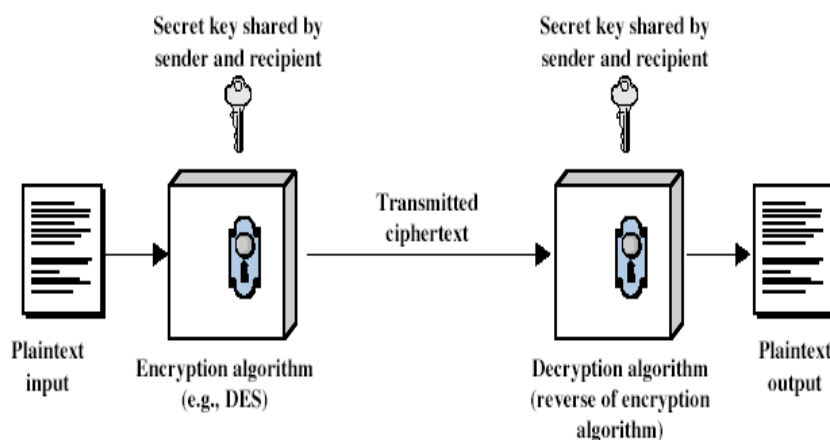 Secret key shared by
sender and recipient
Secret key shared by
sender and recipient
Transmitted
ciphertext
Plaintext
input
Encryption algorithm
(e.g., DES)
Decryption algorithm
(reverse of encryption
algorithm)
Plaintext
output